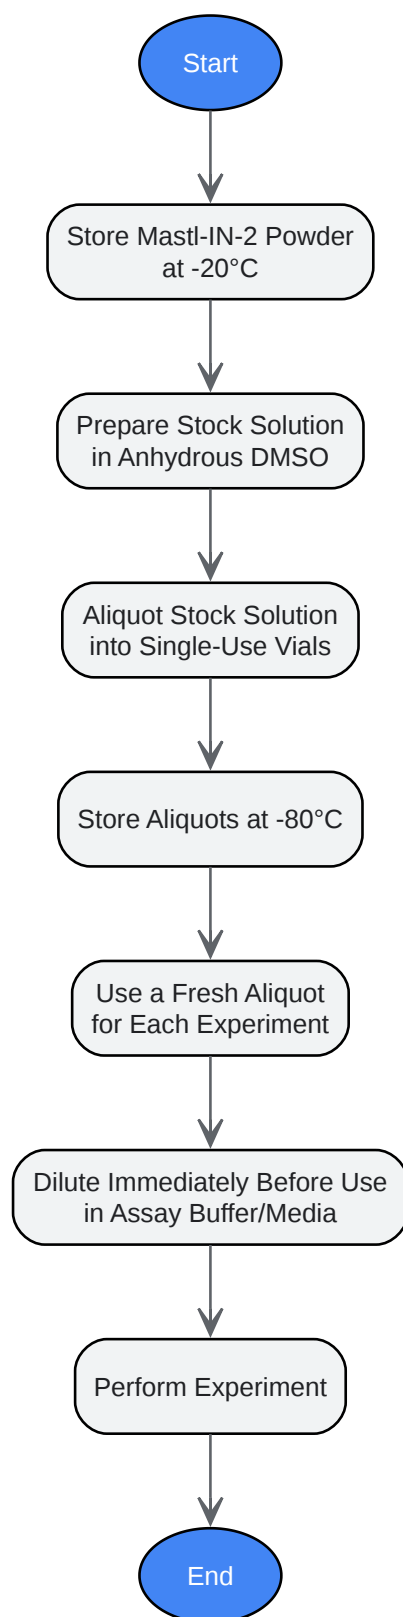 Start
Store Mastl-IN-2 Powder
at -20°C
Prepare Stock Solution
in Anhydrous DMSO
Aliquot Stock Solution
into Single-Use Vials
Store Aliquots at -80°C
Use a Fresh Aliquot
for Each Experiment
Dilute Immediately Before Use
in Assay Buffer/Media
Perform Experiment
End